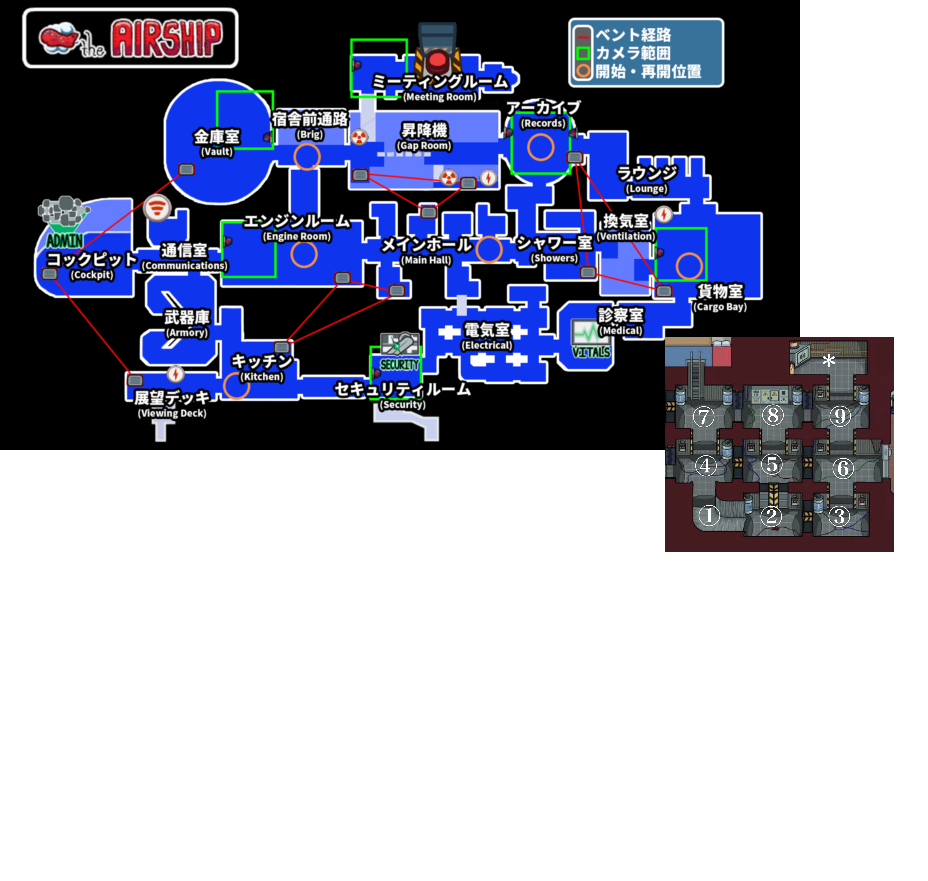 the AIRSHIP
ベント経路
カメラ範囲
開始・再開位置
ミーティングルーム
(Meeting Room)
アーカイブ
(Records)
宿舎前通路
(Brig)
昇降機
(Gap Room)
金庫室
(Vault)
ラウンジ
(Lounge)
ADMIN
コックピット
(Cockpit)
通信室
(Communications)
エンジンルーム
(Engine Room)
メインホール
(Main Hall)
シャワー室
(Showers)
換気室
(Ventilation)
貨物室
(Cargo Bay)
武器庫
(Armory)
電気室
(Electrical)
診察室
(Medical)
VITALS
キッチン
(Kitchen)
SECURITY
セキュリティルーム
(Security)
展望デッキ
(Viewing Deck)
*
⑦ ⑧ ⑨
④ ⑤ ⑥
① ② ③